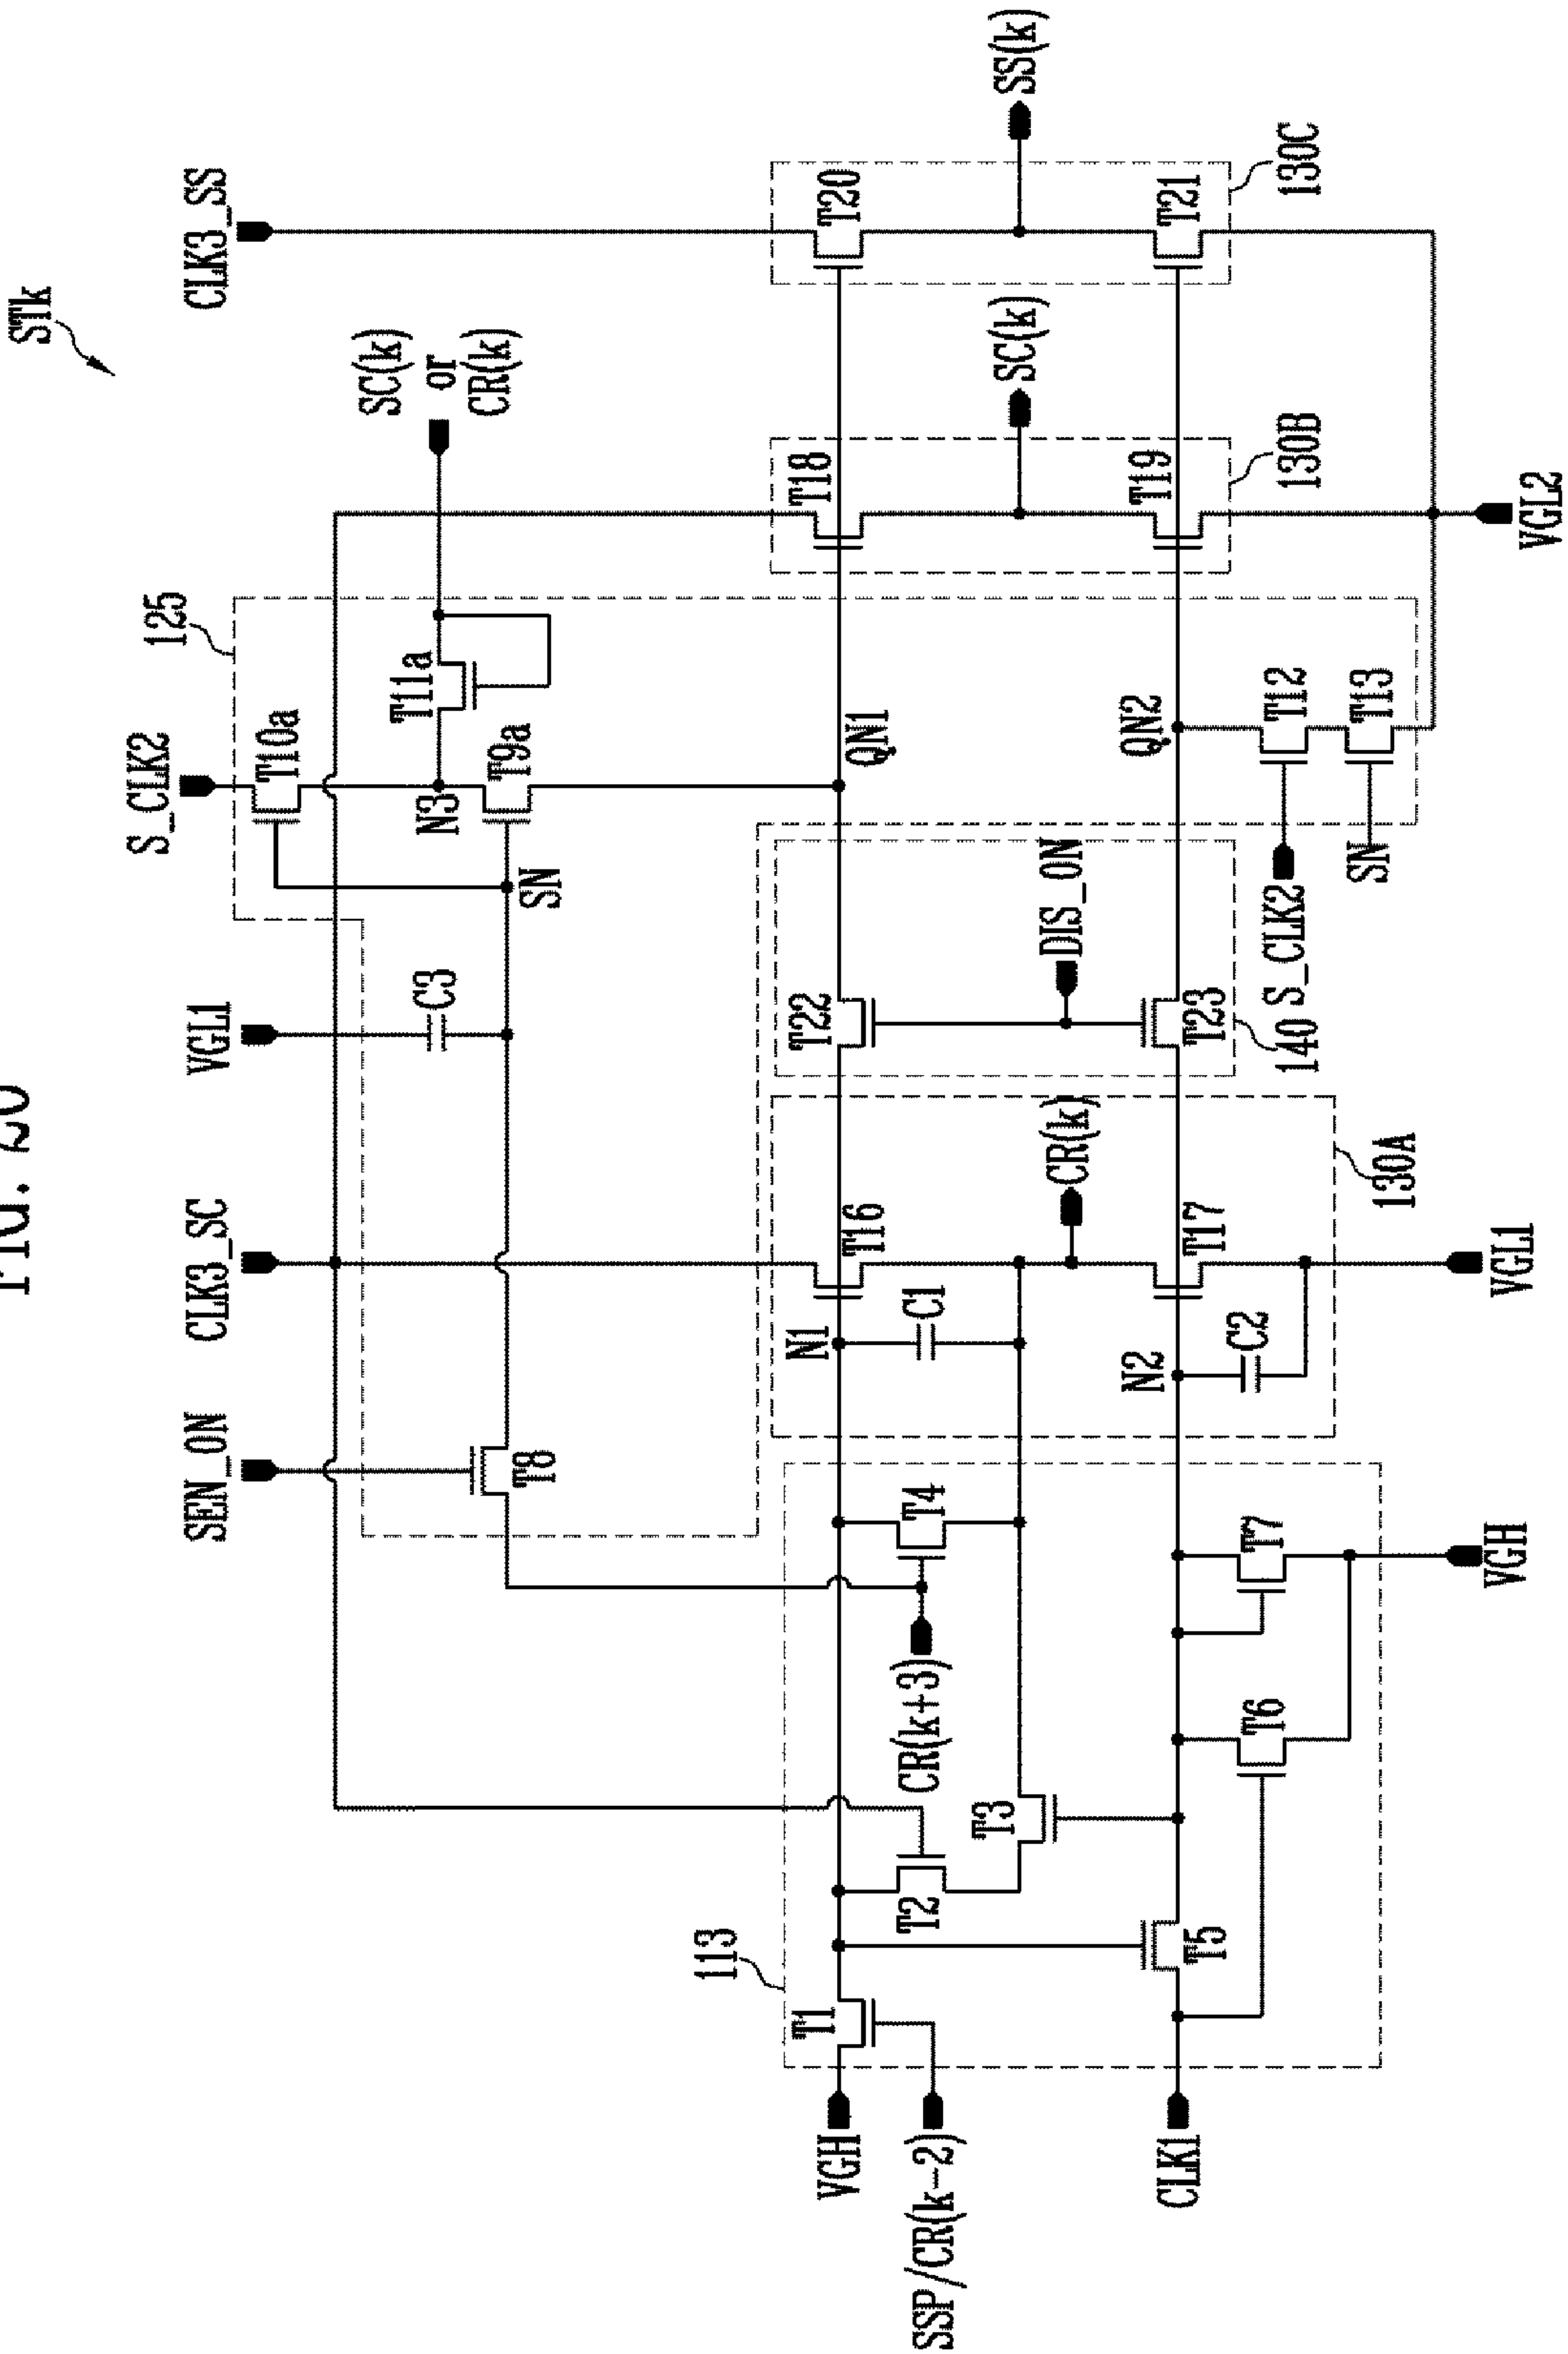 STk
CLK3_SS
S_CLK2
VGL1
CLK3_SC
SEN_ON
125
SC(k)
or
CR(k)
T10a
T11a
N3
T9a
SN
C3
T8
113
VGH
T1
SSP/CR(k-2)
T2
T3
CR(k+3)
T4
N1
C1
T16
CR(k)
T22
DIS_ON
QN1
T18
SC(k)
T20
SS(k)
CLK1
T5
T6
T7
VGH
N2
C2
T17
VGL1
130A
T23
140
QN2
S_CLK2
T12
SN
T13
T19
130B
VGL2
T21
130C